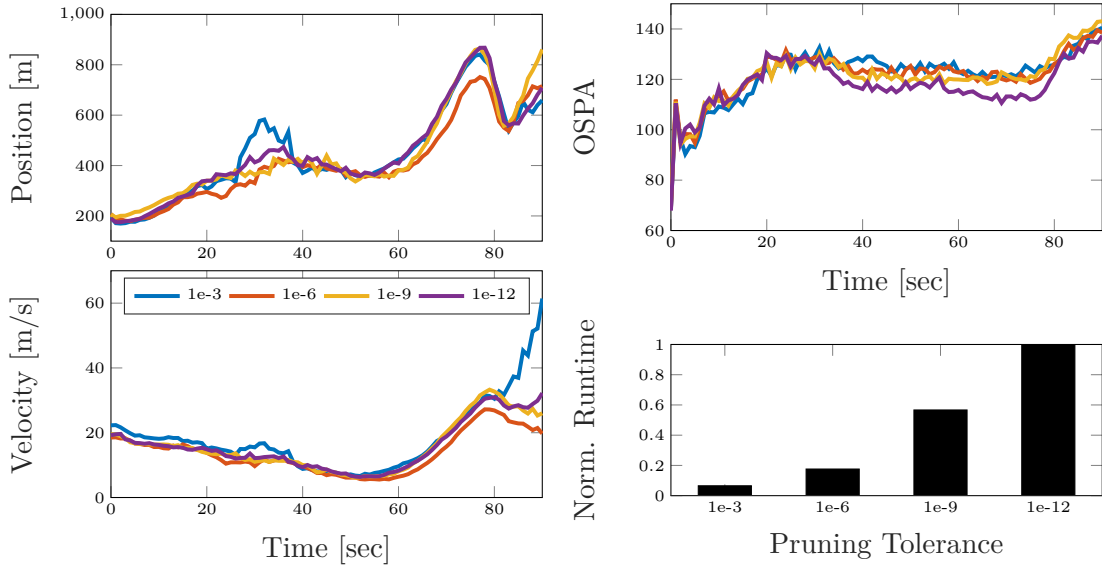 1,000
800
600
400
200
0 20 40 60 80
Position [m]
140
120
100
80
60
0 20 40 60 80
OSPA
Time [sec]
1e-3 1e-6 1e-9 1e-12
60
40
20
0
0 20 40 60 80
Velocity [m/s]
Time [sec]
1
0.8
0.6
0.4
0.2
0
1e-3 1e-6 1e-9 1e-12
Norm. Runtime
Pruning Tolerance